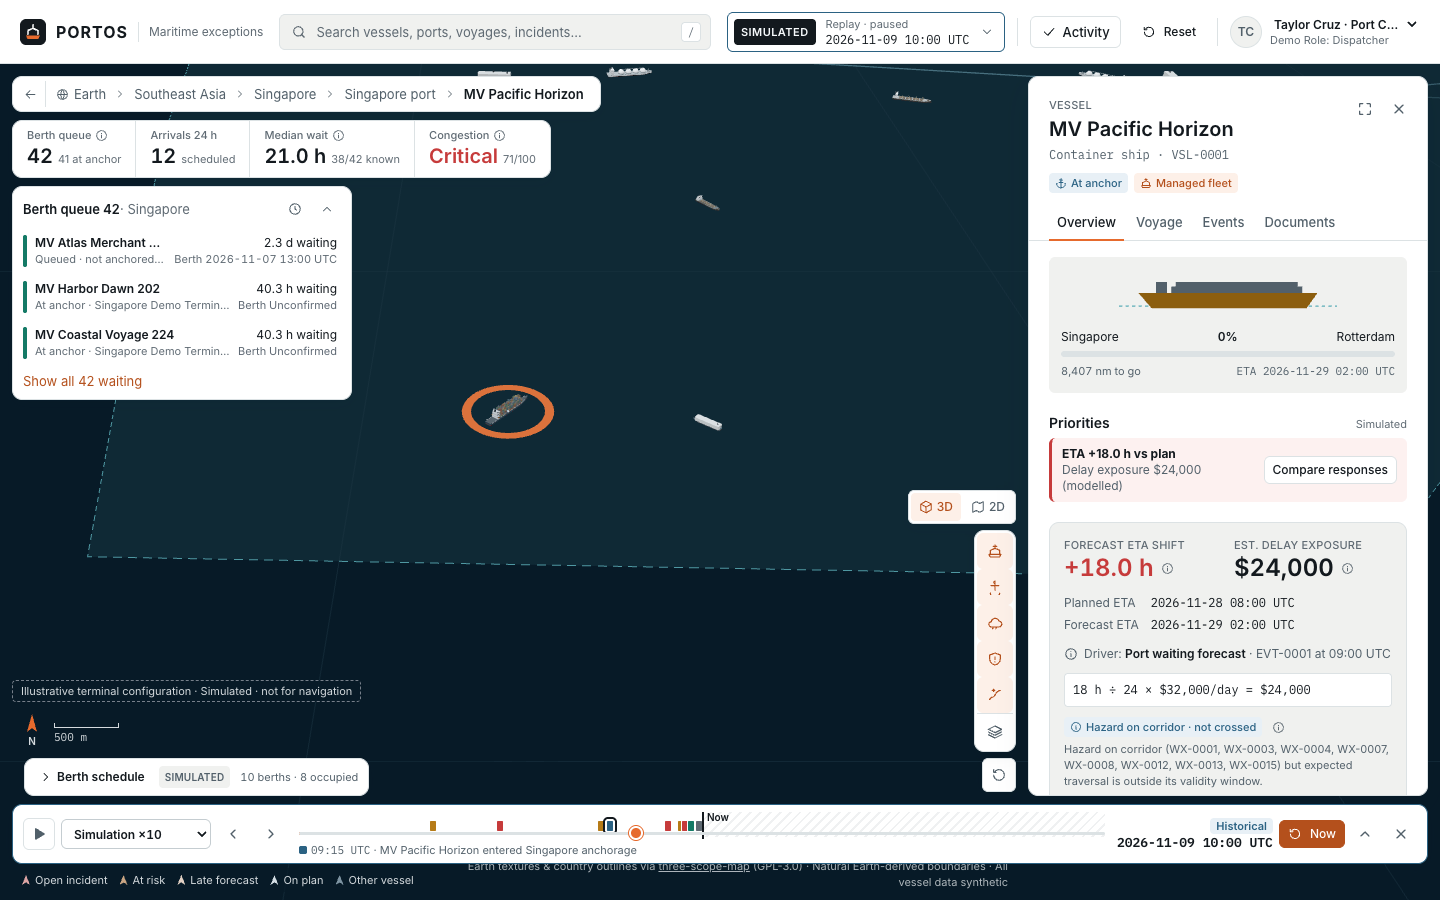 PORTOS
Maritime exceptions
Search vessels, ports, voyages, incidents...
/
SIMULATED
Replay · paused
2026-11-09 10:00 UTC
Activity
Reset
TC
Taylor Cruz · Port C...
Demo Role: Dispatcher
Earth
Southeast Asia
Singapore
Singapore port
MV Pacific Horizon
Berth queue
42 41 at anchor
Arrivals 24 h
12 scheduled
Median wait
21.0 h 38/42 known
Congestion
Critical 71/100
Berth queue 42 · Singapore
MV Atlas Merchant ...
2.3 d waiting
Queued · not anchored...
Berth 2026-11-07 13:00 UTC
MV Harbor Dawn 202
40.3 h waiting
At anchor · Singapore Demo Termin...
Berth Unconfirmed
MV Coastal Voyage 224
40.3 h waiting
At anchor · Singapore Demo Termin...
Berth Unconfirmed
Show all 42 waiting
3D
2D
Illustrative terminal configuration · Simulated · not for navigation
N
500 m
Berth schedule
SIMULATED
10 berths · 8 occupied
VESSEL
MV Pacific Horizon
Container ship · VSL-0001
At anchor
Managed fleet
Overview
Voyage
Events
Documents
Singapore
0%
Rotterdam
8,407 nm to go
ETA 2026-11-29 02:00 UTC
Priorities
Simulated
ETA +18.0 h vs plan
Delay exposure $24,000
(modelled)
Compare responses
FORECAST ETA SHIFT
+18.0 h
EST. DELAY EXPOSURE
$24,000
Planned ETA 2026-11-28 08:00 UTC
Forecast ETA 2026-11-29 02:00 UTC
Driver: Port waiting forecast · EVT-0001 at 09:00 UTC
18 h ÷ 24 × $32,000/day = $24,000
Hazard on corridor · not crossed
Hazard on corridor (WX-0001, WX-0003, WX-0004, WX-0007,
WX-0008, WX-0012, WX-0013, WX-0015) but expected
traversal is outside its validity window.
Simulation ×10
Now
09:15 UTC · MV Pacific Horizon entered Singapore anchorage
Historical
2026-11-09 10:00 UTC
Now
Open incident
At risk
Late forecast
On plan
Other vessel
Earth textures & country outlines via three-scope-map (GPL-3.0) · Natural Earth-derived boundaries · All
vessel data synthetic